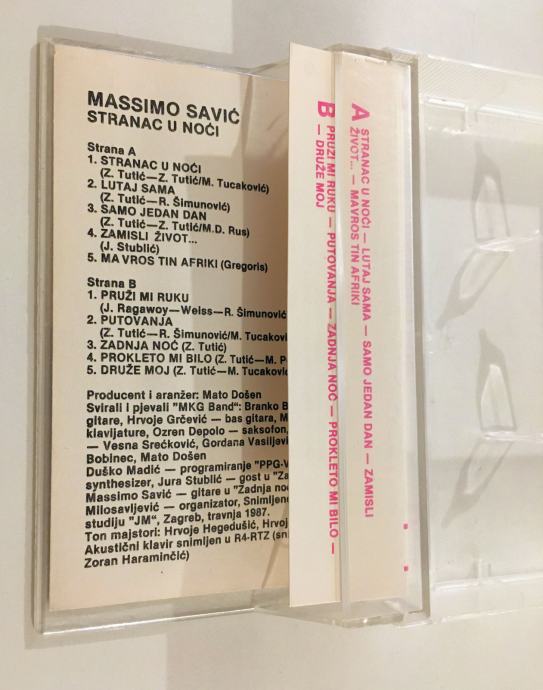 MASSIMO SAVIĆ
STRANAC U NOĆI
Strana A
1. STRANAC U NOĆI
(Z. Tutić—Z. Tutić/M. Tucaković)
2. LUTAJ SAMA
(Z. Tutić—R. Šimunović)
3. SAMO JEDAN DAN
(Z. Tutić—Z. Tutić/M.D. Rus)
4. ZAMISLI ŽIVOT...
(J. Stublić)
5. MA VROS TIN AFRIKI (Gregoris)
Strana B
1. PRUŽI MI RUKU
(J. Ragawoy—Weiss—R. Šimunović
2. PUTOVANJA
(Z. Tutić—R. Šimunović/M. Tucakovi
3. ZADNJA NOĆ (Z. Tutić)
4. PROKLETO MI BILO (Z. Tutić—M. P
5. DRUŽE MOJ (Z. Tutić—M. Tucakovi
Producent i aranžer: Mato Došen
Svirali i pjevali "MKG Band": Branko B
gitare, Hrvoje Grčević — bas gitara, M
klavijature, Ozren Depolo — saksofon,
— Vesna Srećković, Gordana Vasiljevi
Bobinec, Mato Došen
Duško Madić — programiranje "PPG-V
synthesizer, Jura Stublić — gost u "Za
Massimo Savić — gitare u "Zadnja noć
Milosavljević — organizator, Snimljeno
studiju "JM", Zagreb, travnja 1987.
Ton majstori: Hrvoje Hegedušić, Hrvoj
Akustični klavir snimljen u R4-RTZ (sni
Zoran Haraminčić)
A STRANAC U NOĆI — LUTAJ SAMA — SAMO JEDAN DAN — ZAMISLI
ŽIVOT... — MAVROS TIN AFRIKI
B PRUZI MI RUKU — PUTOVANJA — ZADNJA NOĆ — PROKLETO MI BILO —
— DRUŽE MOJ